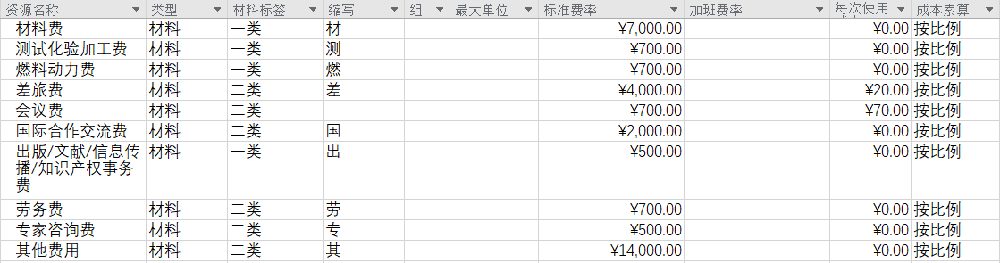 资源名称 类型 材料标签 缩写 组 最大单位 标准费率 加班费率 每次使用 成本累算
材料费 材料 一类 材 ¥7,000.00 ¥0.00 按比例
测试化验加工费 材料 一类 测 ¥700.00 ¥0.00 按比例
燃料动力费 材料 一类 燃 ¥700.00 ¥0.00 按比例
差旅费 材料 二类 差 ¥4,000.00 ¥20.00 按比例
会议费 材料 二类 ¥700.00 ¥70.00 按比例
国际合作交流费 材料 二类 国 ¥2,000.00 ¥0.00 按比例
出版/文献/信息传 材料 一类 出 ¥500.00 ¥0.00 按比例
播/知识产权事务
费
劳务费 材料 二类 劳 ¥700.00 ¥0.00 按比例
专家咨询费 材料 二类 专 ¥500.00 ¥0.00 按比例
其他费用 材料 二类 其 ¥14,000.00 ¥0.00 按比例